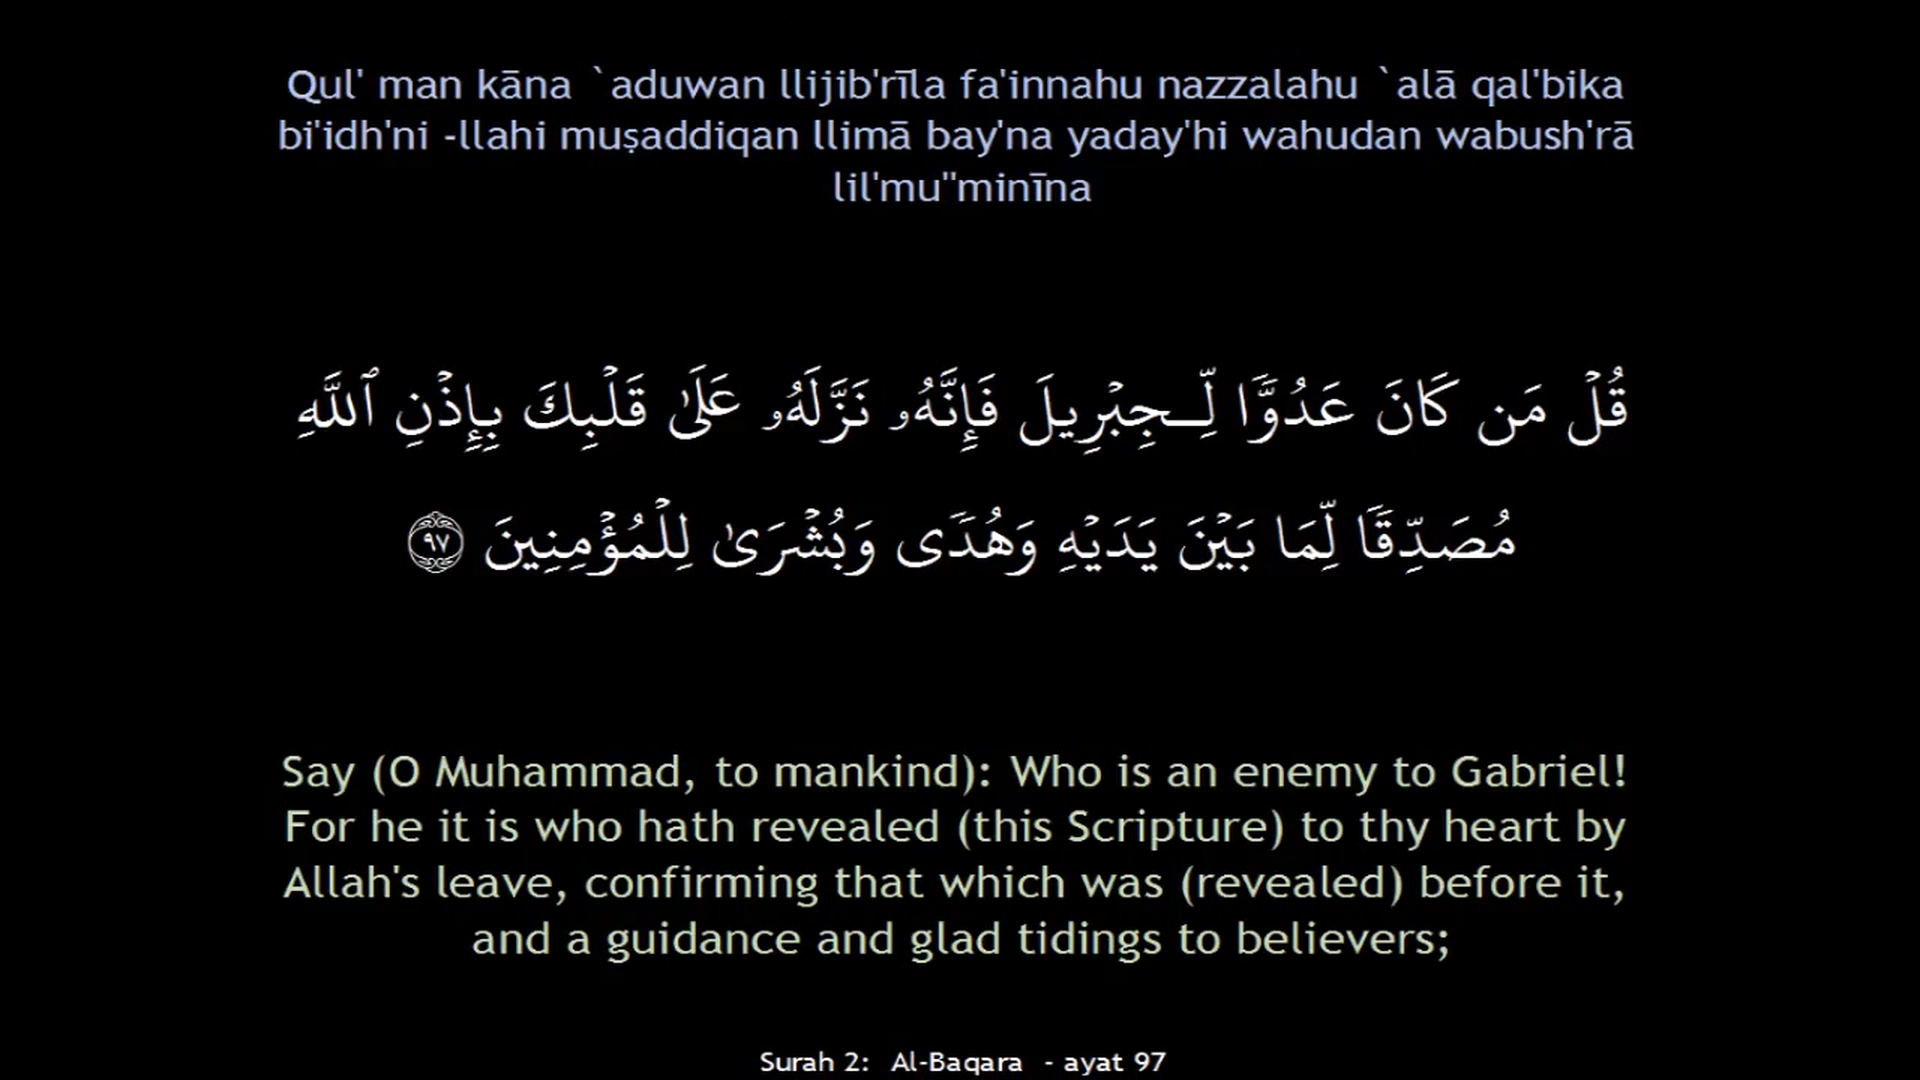 Qul' man kāna `aduwan llijib'rīla fa'innahu nazzalahu `alā qal'bika
bi'idh'ni -llahi muṣaddiqan llimā bay'na yaday'hi wahudan wabush'rā
lil'mu"minīna
قُلْ مَن كَانَ عَدُوًّا لِّجِبْرِيلَ فَإِنَّهُۥ نَزَّلَهُۥ عَلَىٰ قَلْبِكَ بِإِذْنِ ٱللَّهِ
مُصَدِّقًا لِّمَا بَيْنَ يَدَيْهِ وَهُدًى وَبُشْرَىٰ لِلْمُؤْمِنِينَ ٩٧
Say (O Muhammad, to mankind): Who is an enemy to Gabriel!
For he it is who hath revealed (this Scripture) to thy heart by
Allah's leave, confirming that which was (revealed) before it,
and a guidance and glad tidings to believers;
Surah 2: Al-Baqara - ayat 97